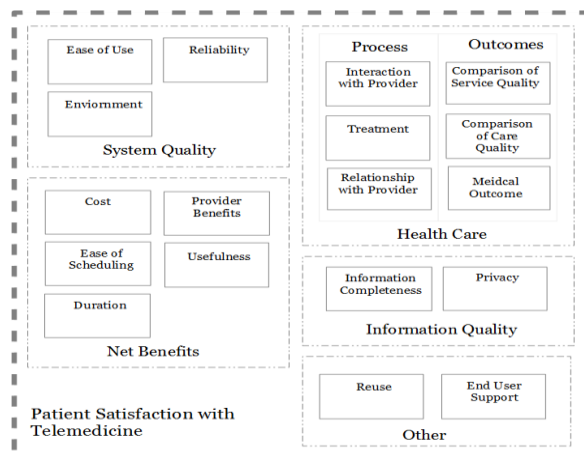 Ease of Use
Reliability
Enviornment
System Quality
Cost
Provider
Benefits
Ease of
Scheduling
Usefulness
Duration
Net Benefits
Patient Satisfaction with
Telemedicine
Process
Outcomes
Interaction
with Provider
Comparison of
Service Quality
Treatment
Comparison
of Care
Quality
Relationship
with Provider
Meidcal
Outcome
Health Care
Information
Completeness
Privacy
Information Quality
Reuse
End User
Support
Other